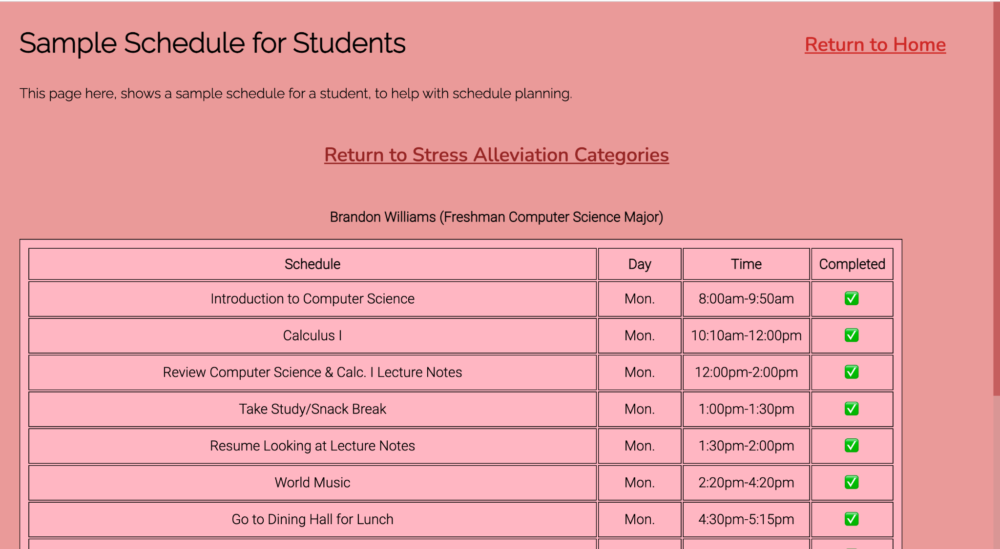 Sample Schedule for Students
Return to Home
This page here, shows a sample schedule for a student, to help with schedule planning.
Return to Stress Alleviation Categories
Brandon Williams (Freshman Computer Science Major)
Schedule Day Time Completed
Introduction to Computer Science Mon. 8:00am-9:50am ✅
Calculus I Mon. 10:10am-12:00pm ✅
Review Computer Science & Calc. I Lecture Notes Mon. 12:00pm-2:00pm ✅
Take Study/Snack Break Mon. 1:00pm-1:30pm ✅
Resume Looking at Lecture Notes Mon. 1:30pm-2:00pm ✅
World Music Mon. 2:20pm-4:20pm ✅
Go to Dining Hall for Lunch Mon. 4:30pm-5:15pm ✅